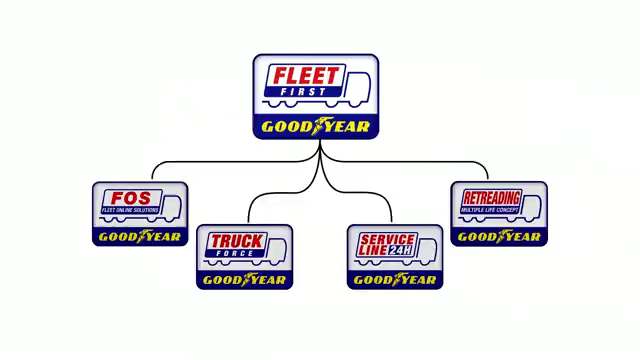 FLEET
FIRST
GOODYEAR
FOS
FLEET ONLINE SOLUTIONS
GOODYEAR
TRUCK
FORCE
GOODYEAR
SERVICE
LINE 24H
GOODYEAR
RETREADING
MULTIPLE LIFE CONCEPT
GOODYEAR